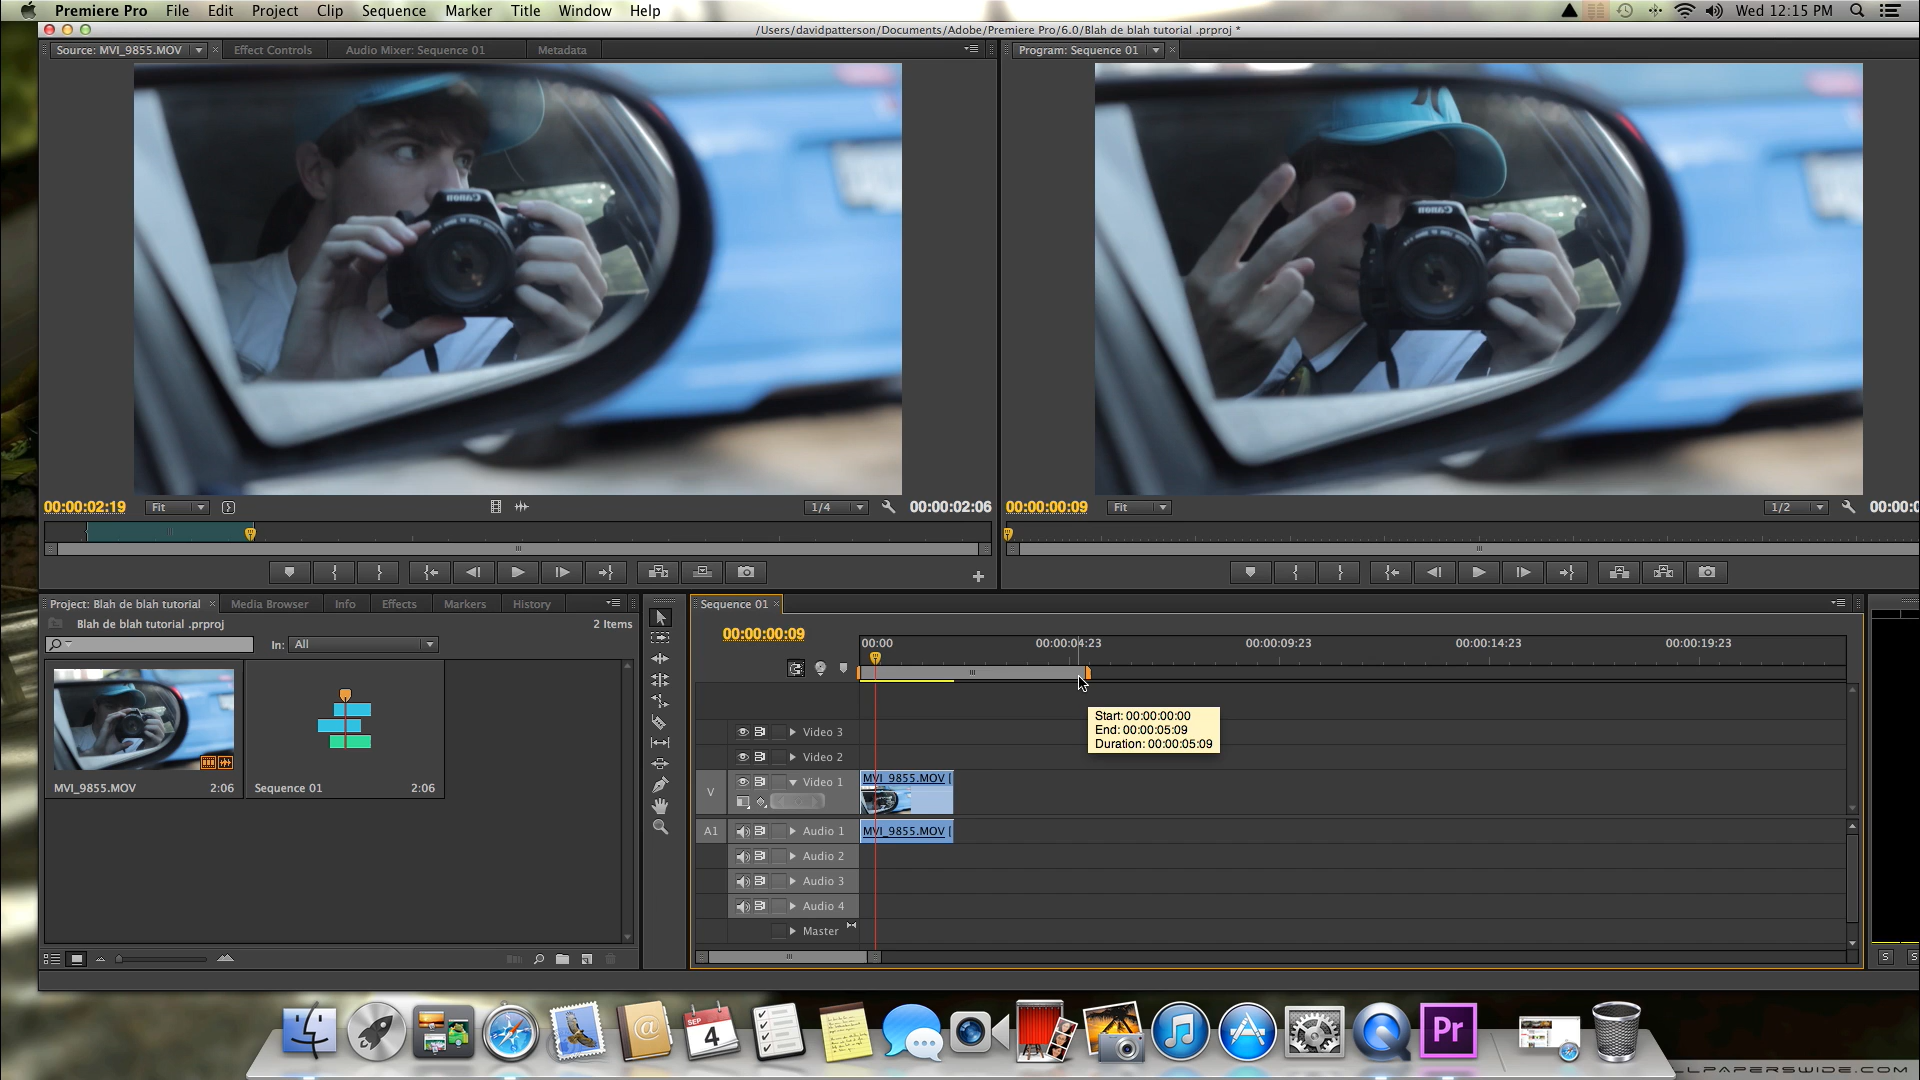 Premiere Pro File Edit Project Clip Sequence Marker Title Window Help Wed 12:15 PM
/Users/davidpatterson/Documents/Adobe/Premiere Pro/6.0/Blah de blah tutorial .prproj *
Source: MVI_9855.MOV Effect Controls Audio Mixer: Sequence 01 Metadata
Program: Sequence 01
00:00:02:19 Fit 1/4 00:00:02:06
00:00:00:09 Fit 1/2 00:00:0
Project: Blah de blah tutorial Media Browser Info Effects Markers History
Blah de blah tutorial .prproj 2 Items
In: All
MVI_9855.MOV 2:06
Sequence 01 2:06
Sequence 01
00:00:00:09
00:00 00:00:04:23 00:00:09:23 00:00:14:23 00:00:19:23
Start: 00:00:00:00
End: 00:00:05:09
Duration: 00:00:05:09
Video 3
Video 2
V Video 1 MVI_9855.MOV [
A1 Audio 1 MVI_9855.MOV [
Audio 2
Audio 3
Audio 4
Master
S S
SEP
4
Pr
LLPAPERSWIDE.COM